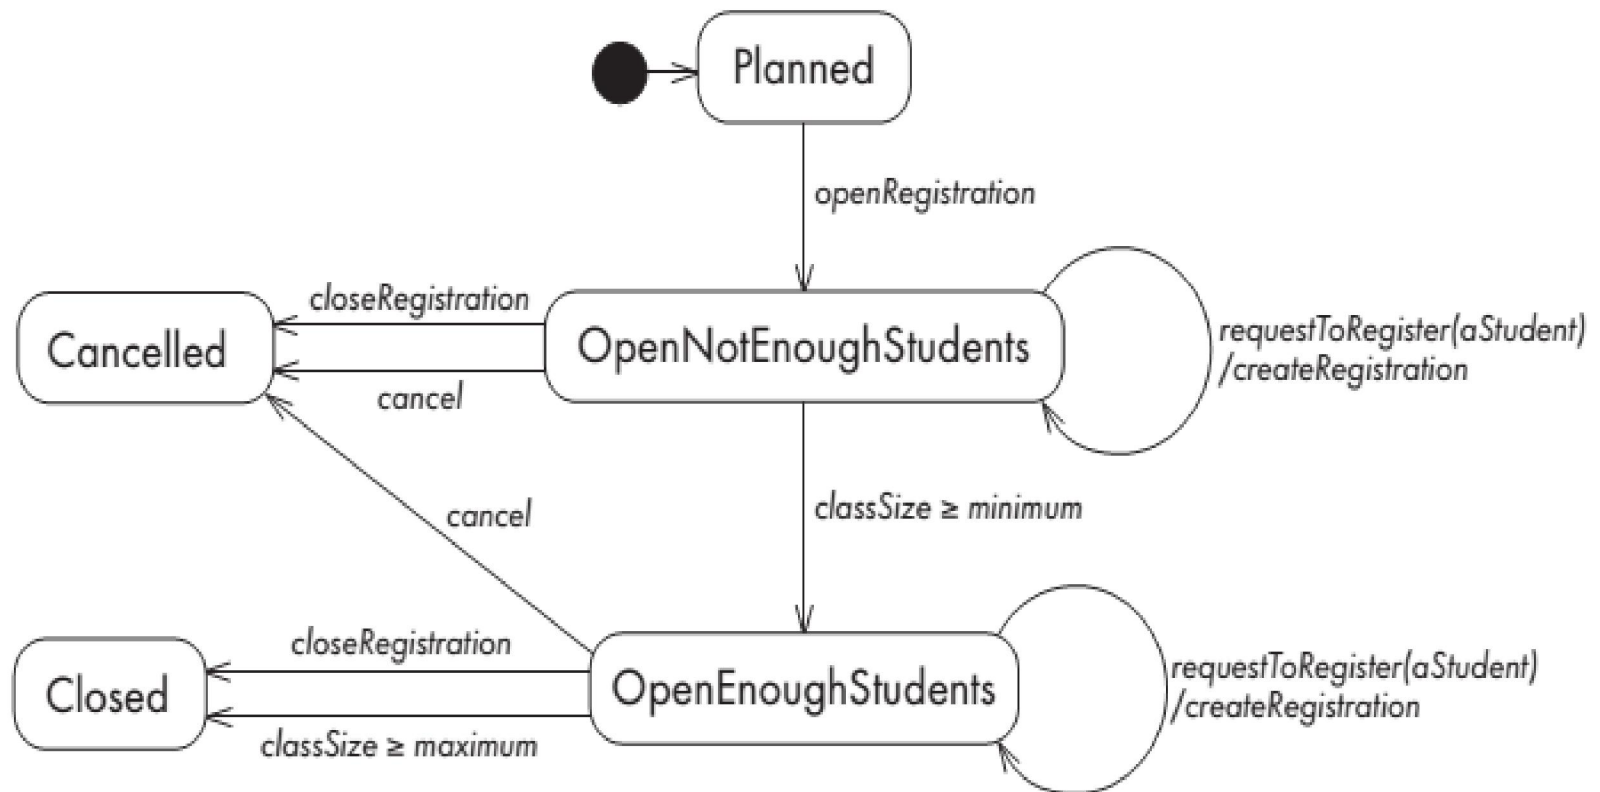 Planned
openRegistration
closeRegistration
Cancelled
OpenNotEnoughStudents
requestToRegister(aStudent)
/createRegistration
cancel
cancel
classSize ≥ minimum
closeRegistration
Closed
OpenEnoughStudents
requestToRegister(aStudent)
/createRegistration
classSize ≥ maximum